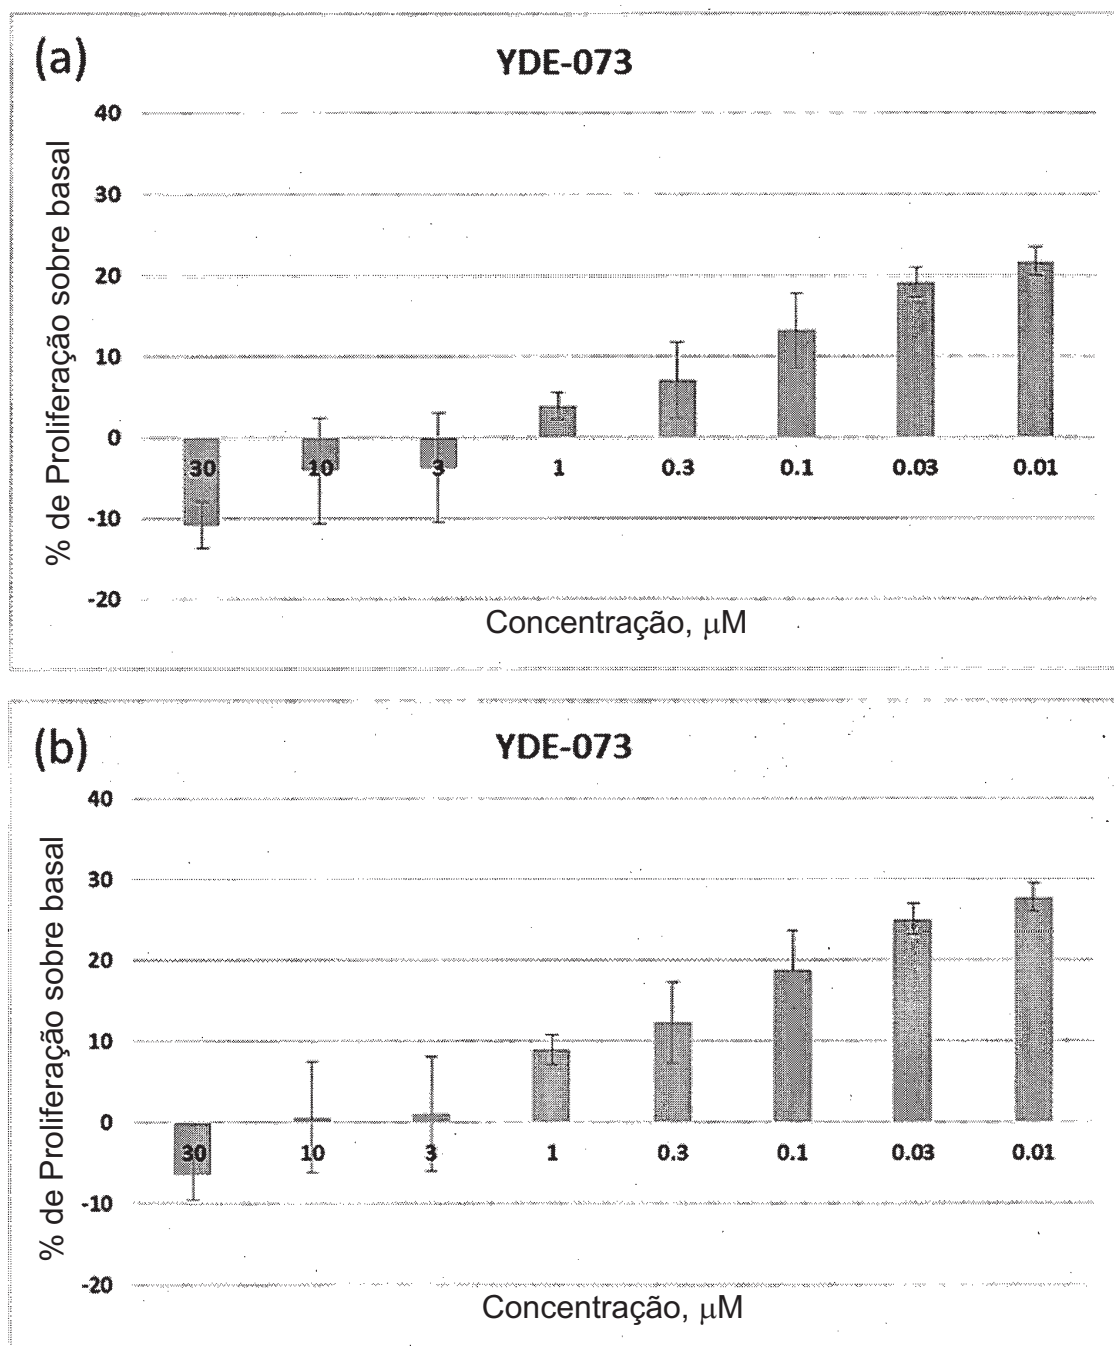 (a)
YDE-073
% de Proliferação sobre basal
40
30
20
10
0
-10
-20
30 10 3 1 0.3 0.1 0.03 0.01
Concentração, μM
(b)
YDE-073
% de Proliferação sobre basal
40
30
20
10
0
-10
-20
30 10 3 1 0.3 0.1 0.03 0.01
Concentração, μM